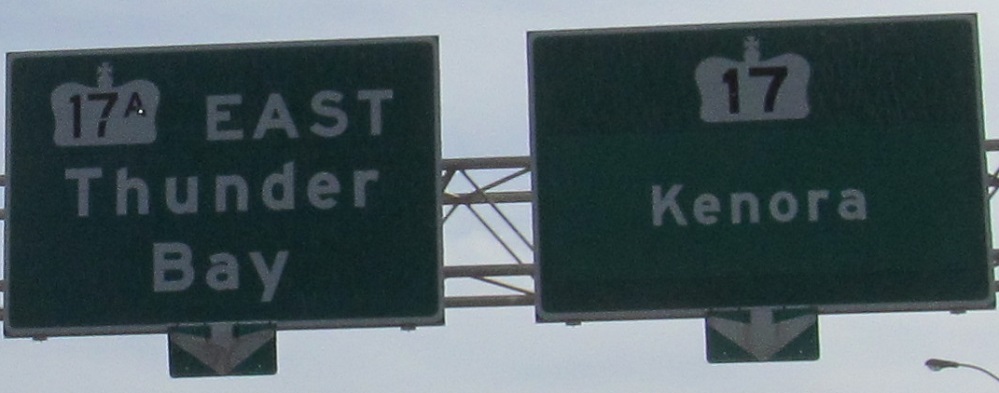 17A EAST
Thunder
Bay
17
Kenora